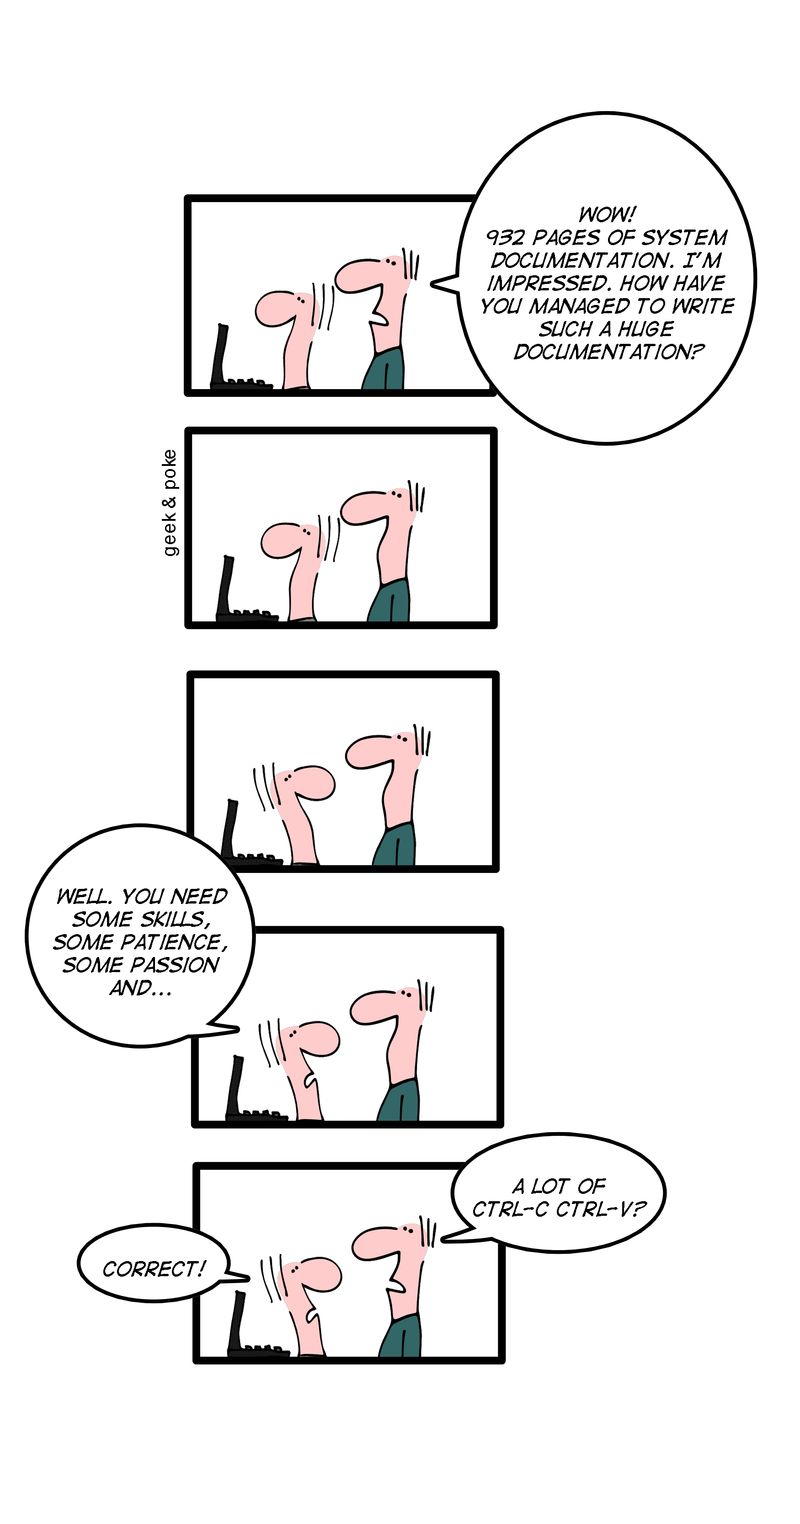 WOW!
932 PAGES OF SYSTEM
DOCUMENTATION. I'M
IMPRESSED. HOW HAVE
YOU MANAGED TO WRITE
SUCH A HUGE
DOCUMENTATION?
geek & poke
WELL. YOU NEED
SOME SKILLS,
SOME PATIENCE,
SOME PASSION
AND...
A LOT OF
CTRL-C CTRL-V?
CORRECT!